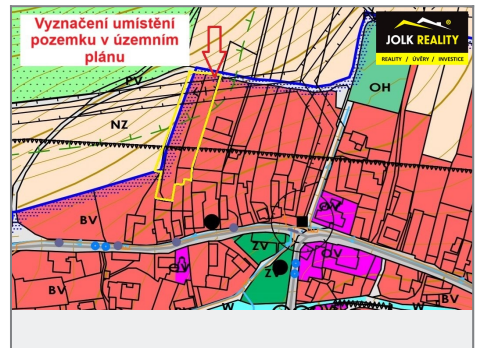 Vyznačení umístění
pozemku v územním
plánu
JOLK REALITY
REALITY / ÚVĚRY / INVESTICE
PV
OH
NZ
BV
OV
Z
ZV
OV
OV
Z
BV
BV
W
W